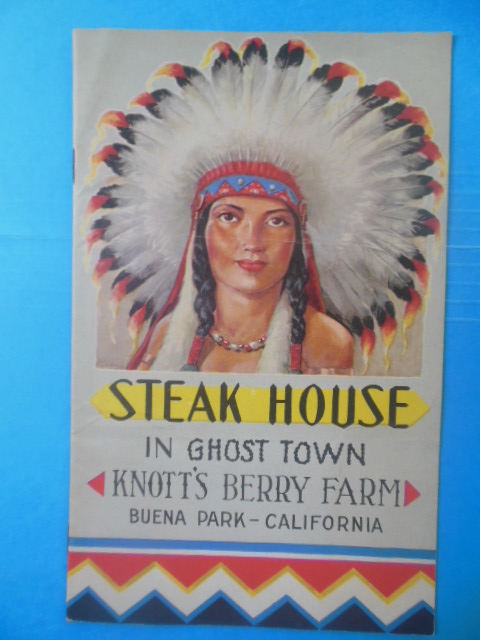 STEAK HOUSE
IN GHOST TOWN
KNOTT'S BERRY FARM
BUENA PARK - CALIFORNIA